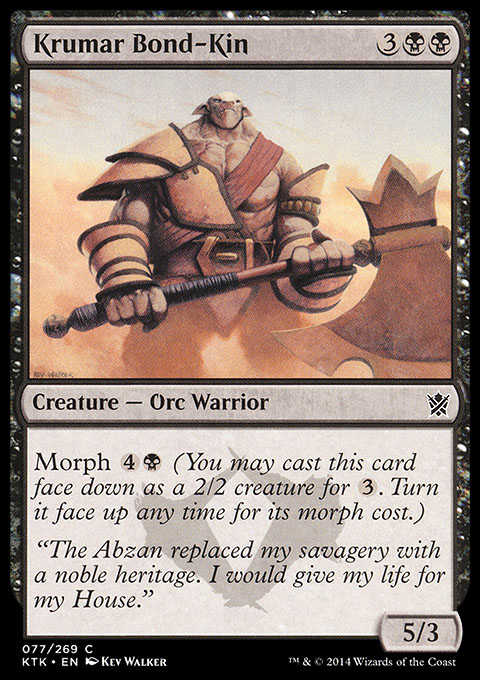 Krumar Bond-Kin 3
KEV-WALKER
Creature — Orc Warrior
Morph 4 (You may cast this card
face down as a 2/2 creature for 3. Turn
it face up any time for its morph cost.)
“The Abzan replaced my savagery with
a noble heritage. I would give my life for
my House.”
5/3
077/269 C
KTK • EN Kev Walker
™ & © 2014 Wizards of the Coast